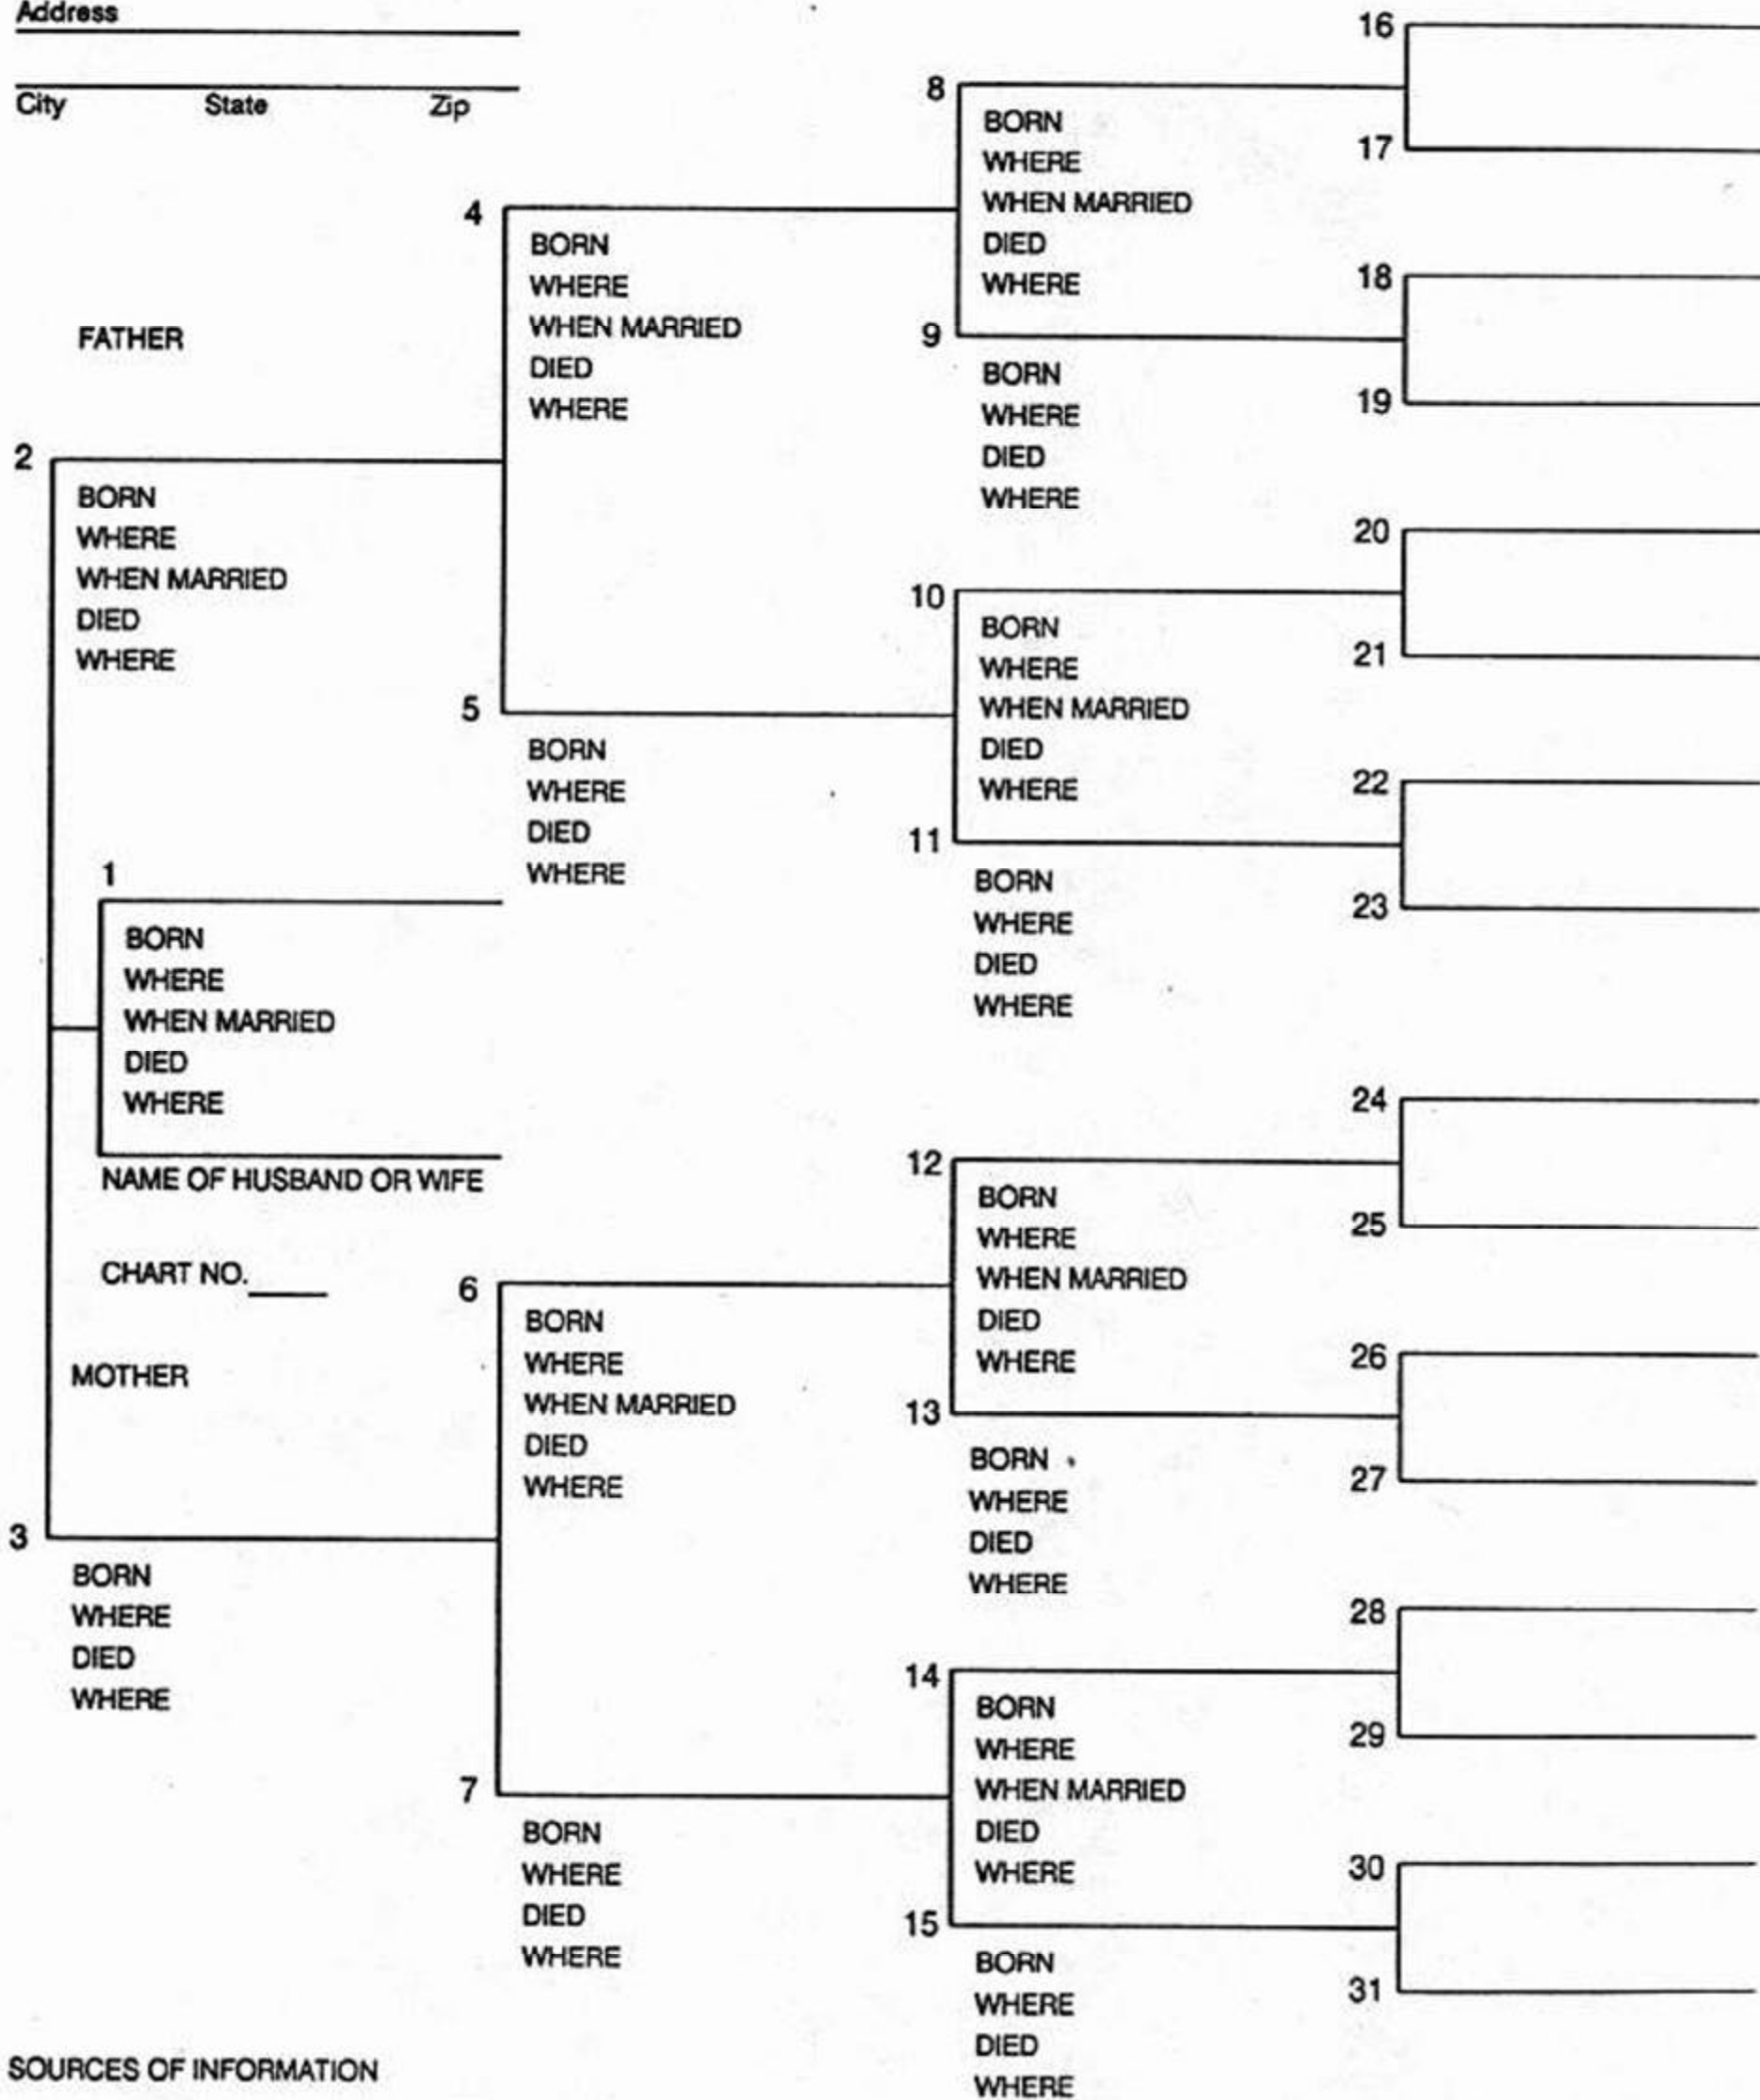 Address
City State Zip
FATHER
2
BORN
WHERE
WHEN MARRIED
DIED
WHERE
1
BORN
WHERE
WHEN MARRIED
DIED
WHERE
NAME OF HUSBAND OR WIFE
CHART NO.
MOTHER
3
BORN
WHERE
DIED
WHERE
4
BORN
WHERE
WHEN MARRIED
DIED
WHERE
5
BORN
WHERE
DIED
WHERE
6
BORN
WHERE
WHEN MARRIED
DIED
WHERE
7
BORN
WHERE
DIED
WHERE
8
BORN
WHERE
WHEN MARRIED
DIED
WHERE
9
BORN
WHERE
DIED
WHERE
10
BORN
WHERE
WHEN MARRIED
DIED
WHERE
11
BORN
WHERE
DIED
WHERE
12
BORN
WHERE
WHEN MARRIED
DIED
WHERE
13
BORN
WHERE
DIED
WHERE
14
BORN
WHERE
WHEN MARRIED
DIED
WHERE
15
BORN
WHERE
DIED
WHERE
16
17
18
19
20
21
22
23
24
25
26
27
28
29
30
31
SOURCES OF INFORMATION